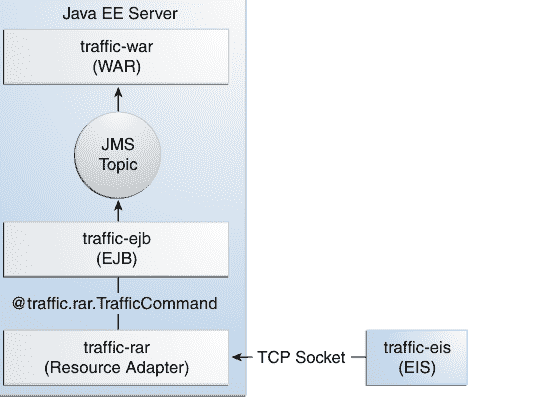 Java EE Server
traffic-war
(WAR)
JMS
Topic
traffic-ejb
(EJB)
@traffic.rar.TrafficCommand
traffic-rar
(Resource Adapter)
TCP Socket
traffic-eis
(EIS)